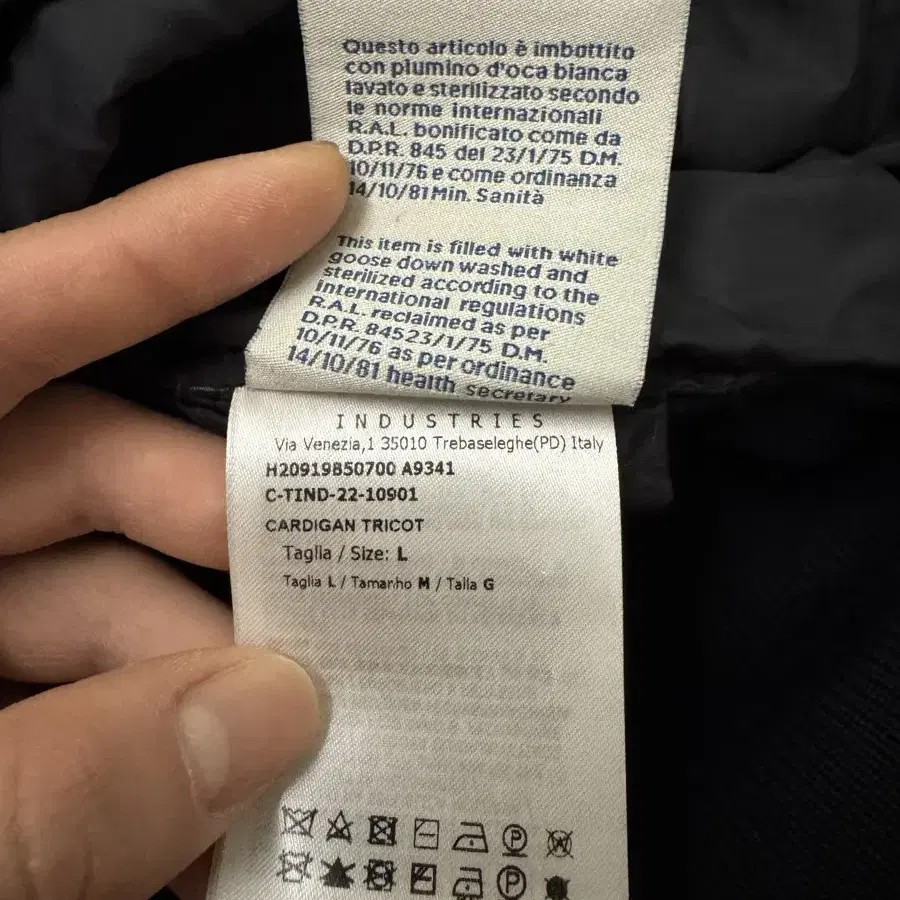 Questo articolo è imbottito
con plumino d'oca bianca
lavato e sterilizzato secondo
le norme internazionali
R.A.L. bonificato come da
D.P.R. 845 del 23/1/75 D.M.
10/11/76 e come ordinanza
14/10/81 Min. Sanità
This item is filled with white
goose down washed and
sterilized according to the
international regulations
R.A.L. reclaimed as per
D.P.R. 845 23/1/75 D.M.
10/11/76 as per ordinance
14/10/81 health secretary
INDUSTRIES
Via Venezia,1 35010 Trebaseleghe(PD) Italy
H20919B50700 A9341
C-TIND-22-10901
CARDIGAN TRICOT
Taglia / Size: L
Taglia L / Tamanho M / Talla G